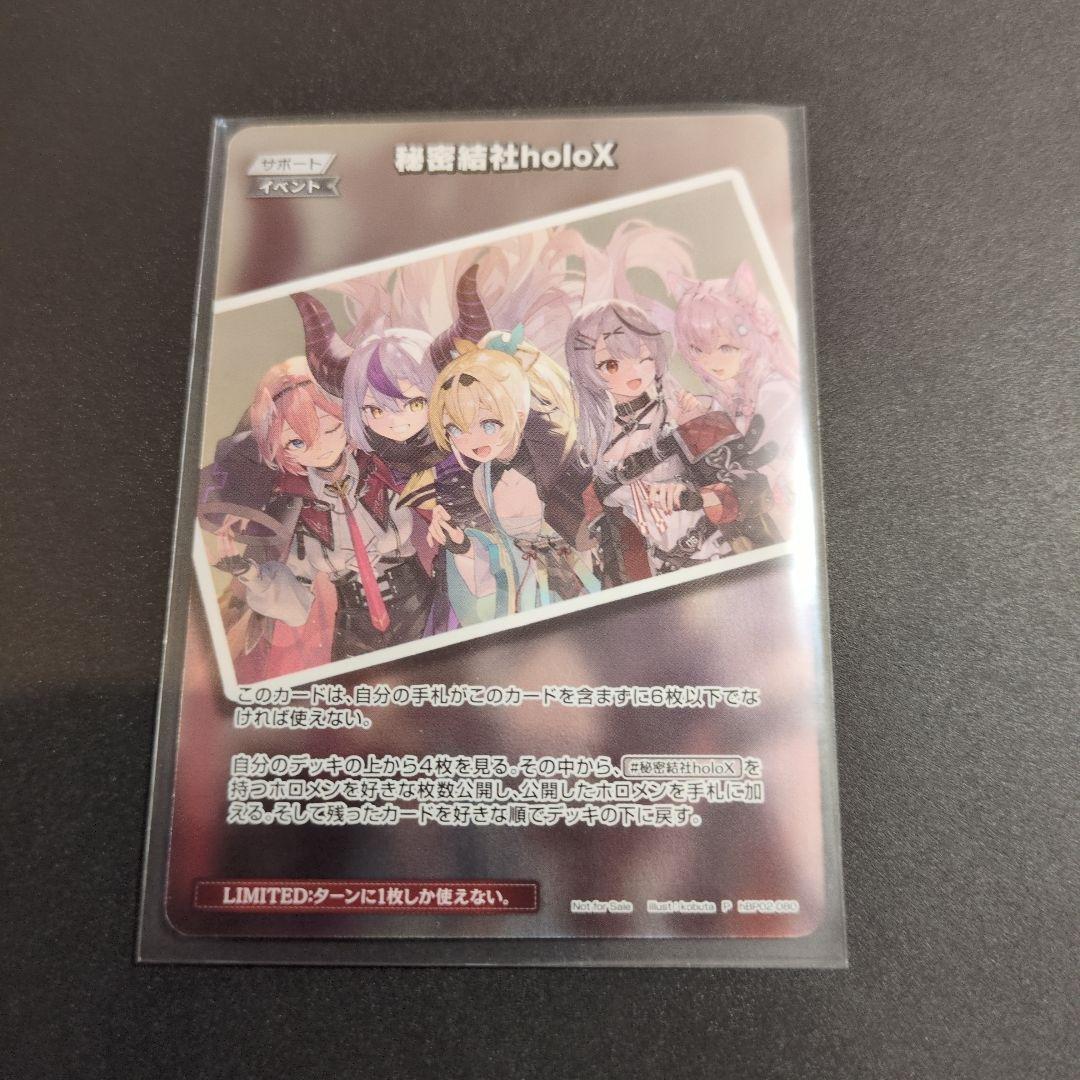 秘密結社holoX
サポート
イベント
このカードは、自分の手札がこのカードを含まずに6枚以下でな
ければ使えない。
自分のデッキの上から4枚を見る。その中から、#秘密結社holoXを
持つホロメンを好きな枚数公開し、公開したホロメンを手札に加
える。そして残ったカードを好きな順でデッキの下に戻す。
LIMITED:ターンに1枚しか使えない。
Not for Sale illust:kobuta P hBP02-080